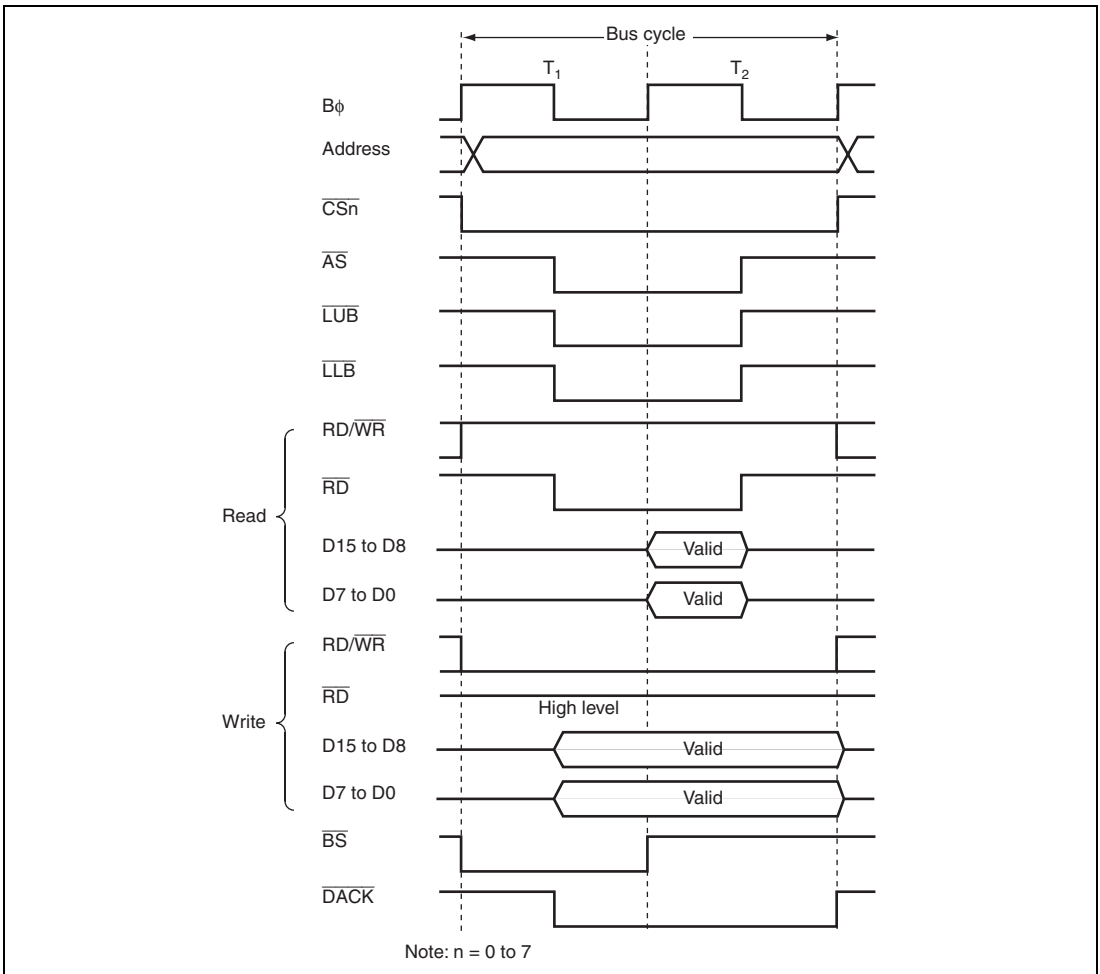 Bus cycle
T1 T2
Bϕ
Address
CSn
AS
LUB
LLB
Read
RD/WR
RD
D15 to D8 Valid
D7 to D0 Valid
Write
RD/WR
RD High level
D15 to D8 Valid
D7 to D0 Valid
BS
DACK
Note: n = 0 to 7